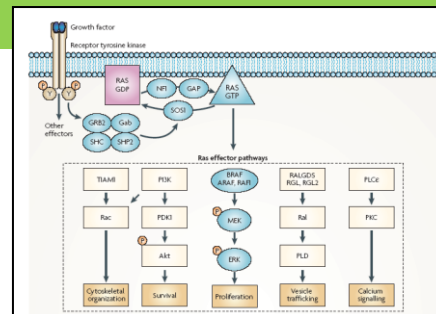 Growth factor
Receptor tyrosine kinase
P
P
Y
Y
RAS
GDP
NFI
GAP
RAS
GTP
SOS1
GRB2
Gab
SHC
SHP2
Other
effectors
Ras effector pathways
TIAM1
PI3K
BRAF
ARAF, RAF1
RALGDS
RGL, RGL2
PLCε
Rac
PDK1
P
MEK
Ral
PKC
P
Akt
P
ERK
PLD
Cytoskeletal
organization
Survival
Proliferation
Vesicle
trafficking
Calcium
signalling